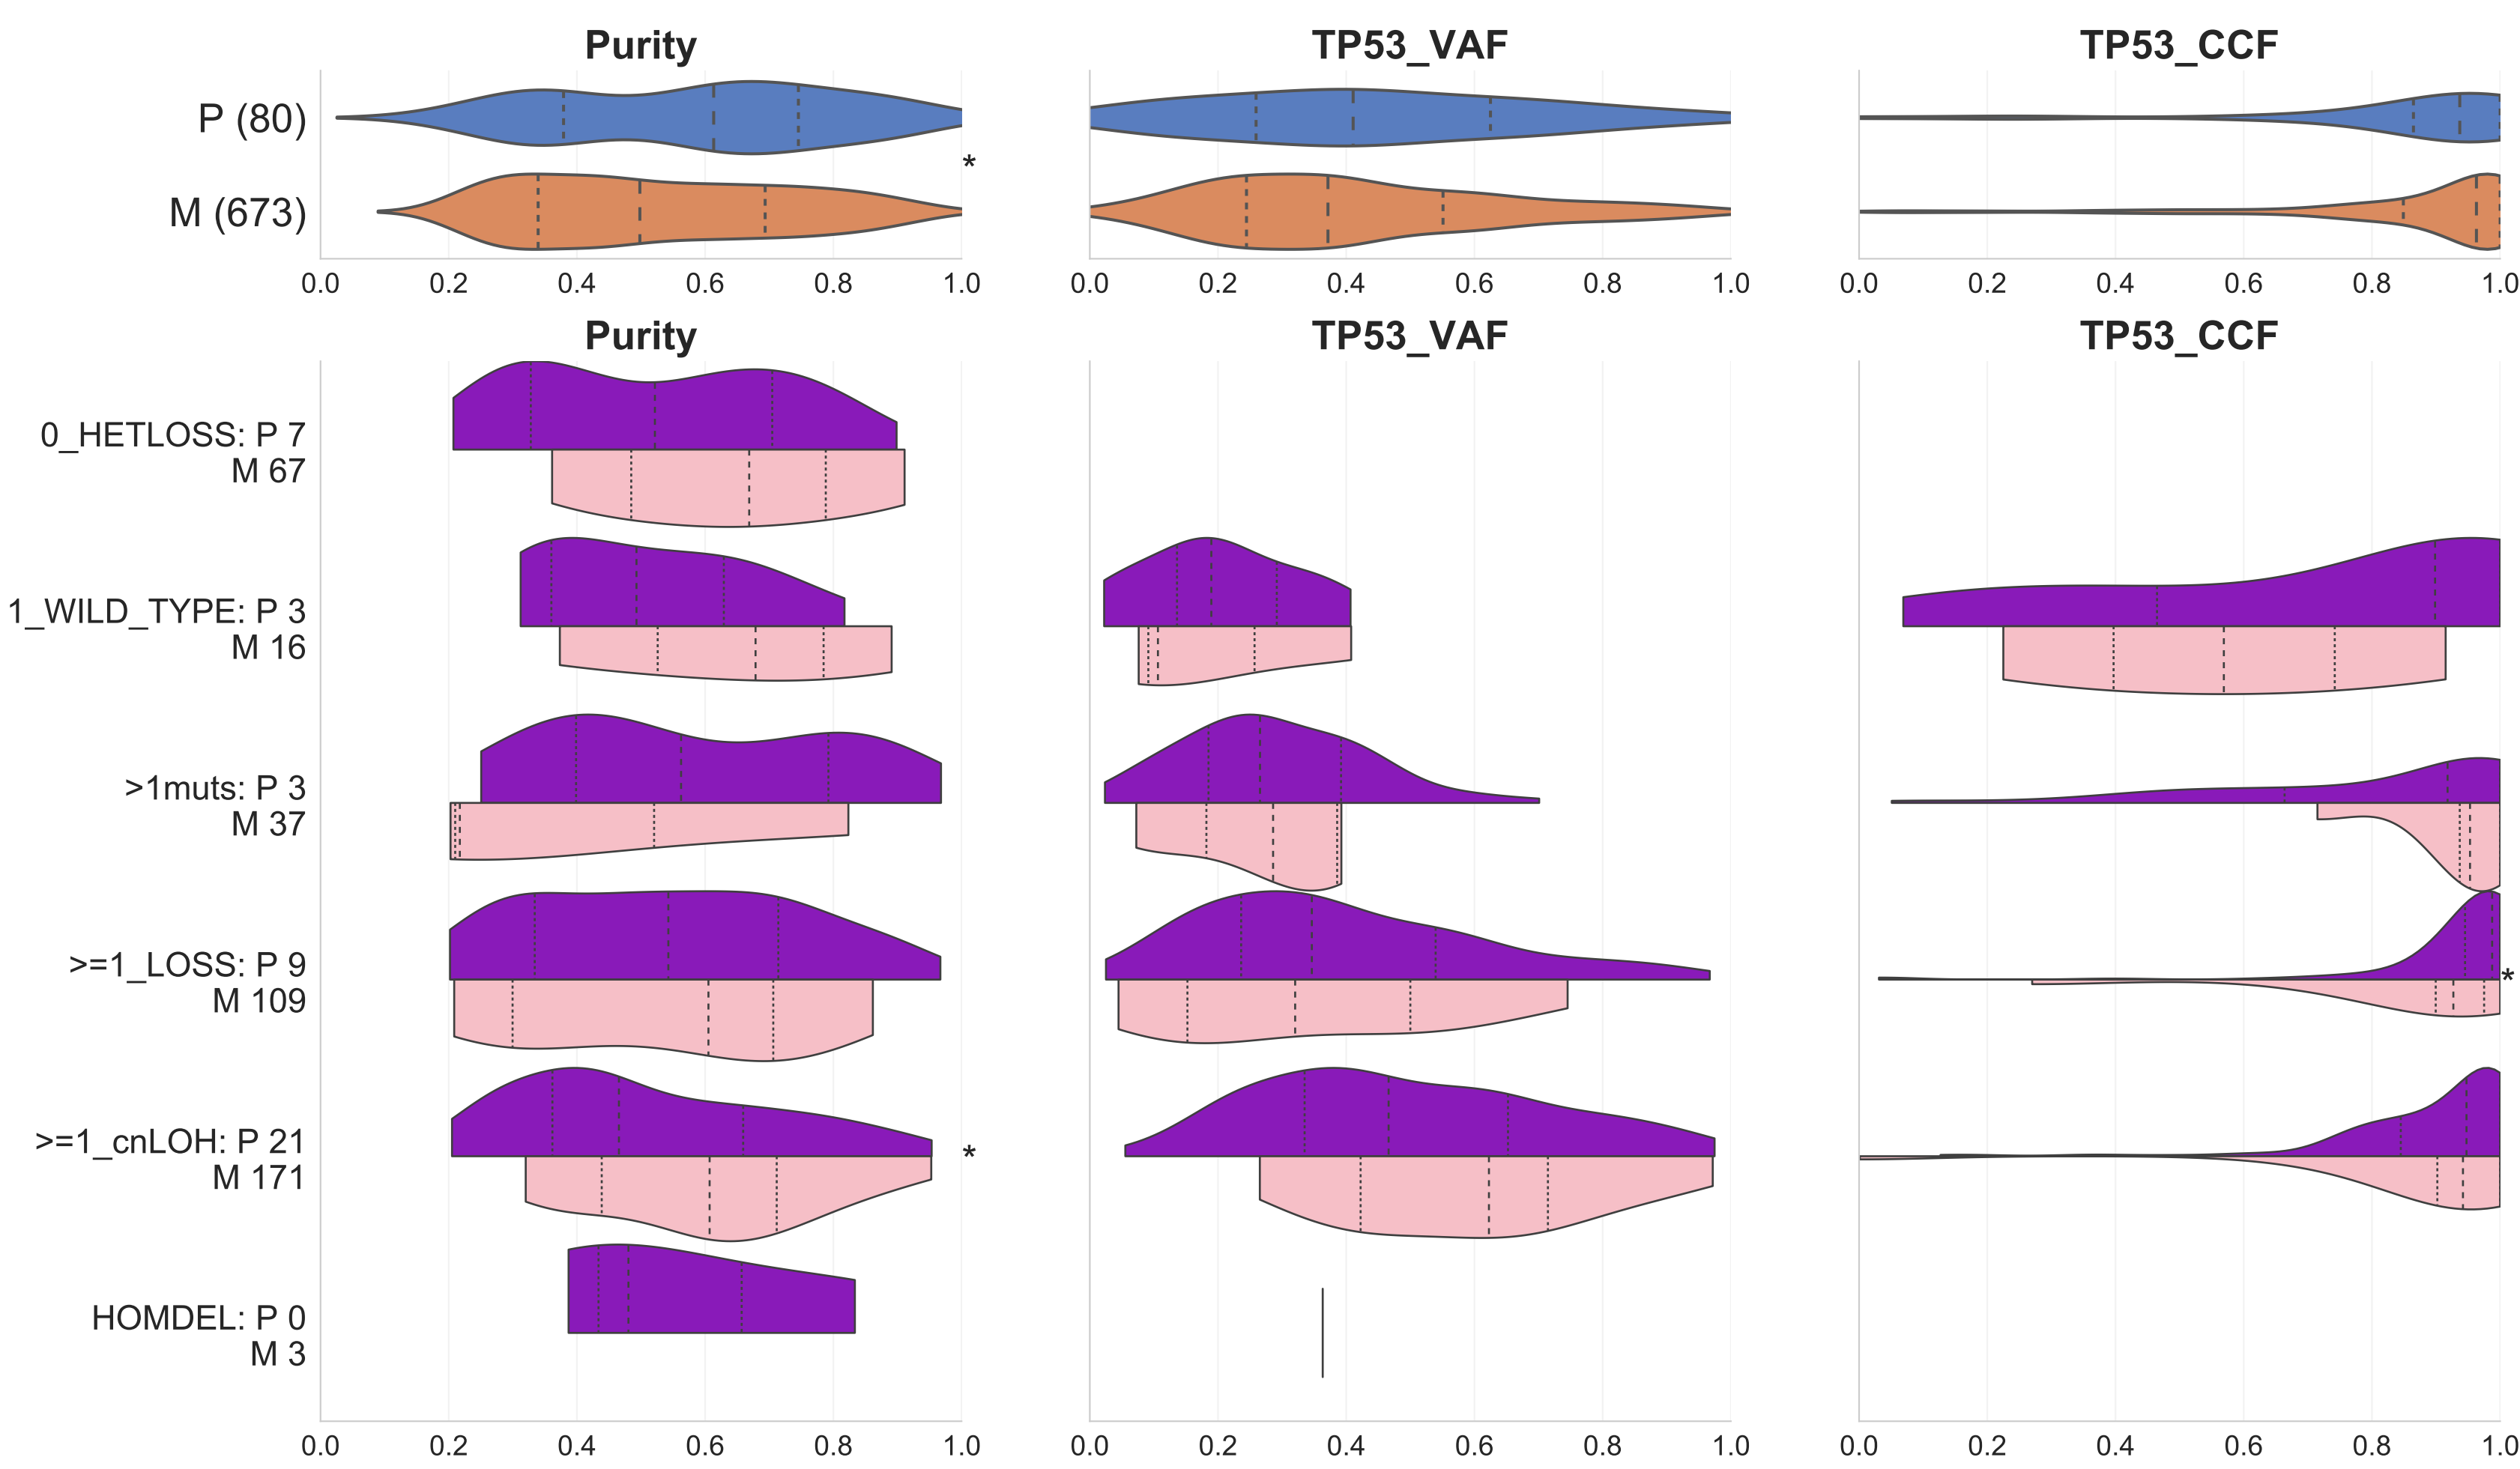 Purity TP53_VAF TP53_CCF
P (80)
*
M (673)
0.0 0.2 0.4 0.6 0.8 1.0 0.0 0.2 0.4 0.6 0.8 1.0 0.0 0.2 0.4 0.6 0.8 1.0
Purity TP53_VAF TP53_CCF
0_HETLOSS: P 7
M 67
1_WILD_TYPE: P 3
M 16
>1muts: P 3
M 37
>=1_LOSS: P 9
*
M 109
>=1_cnLOH: P 21
*
M 171
HOMDEL: P 0
M 3
0.0 0.2 0.4 0.6 0.8 1.0 0.0 0.2 0.4 0.6 0.8 1.0 0.0 0.2 0.4 0.6 0.8 1.0